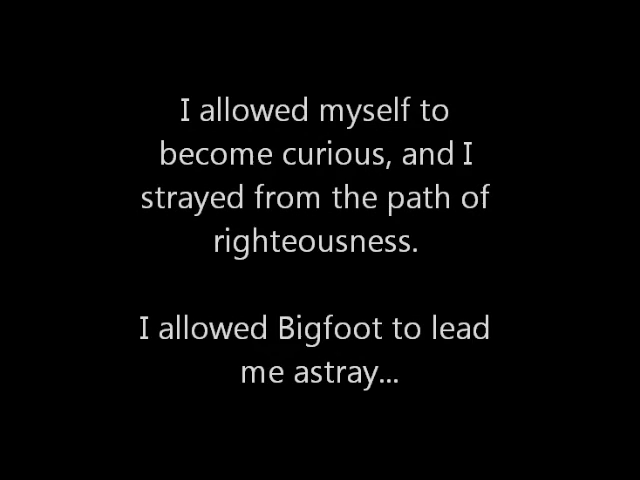 I allowed myself to
become curious, and I
strayed from the path of
righteousness.
I allowed Bigfoot to lead
me astray...